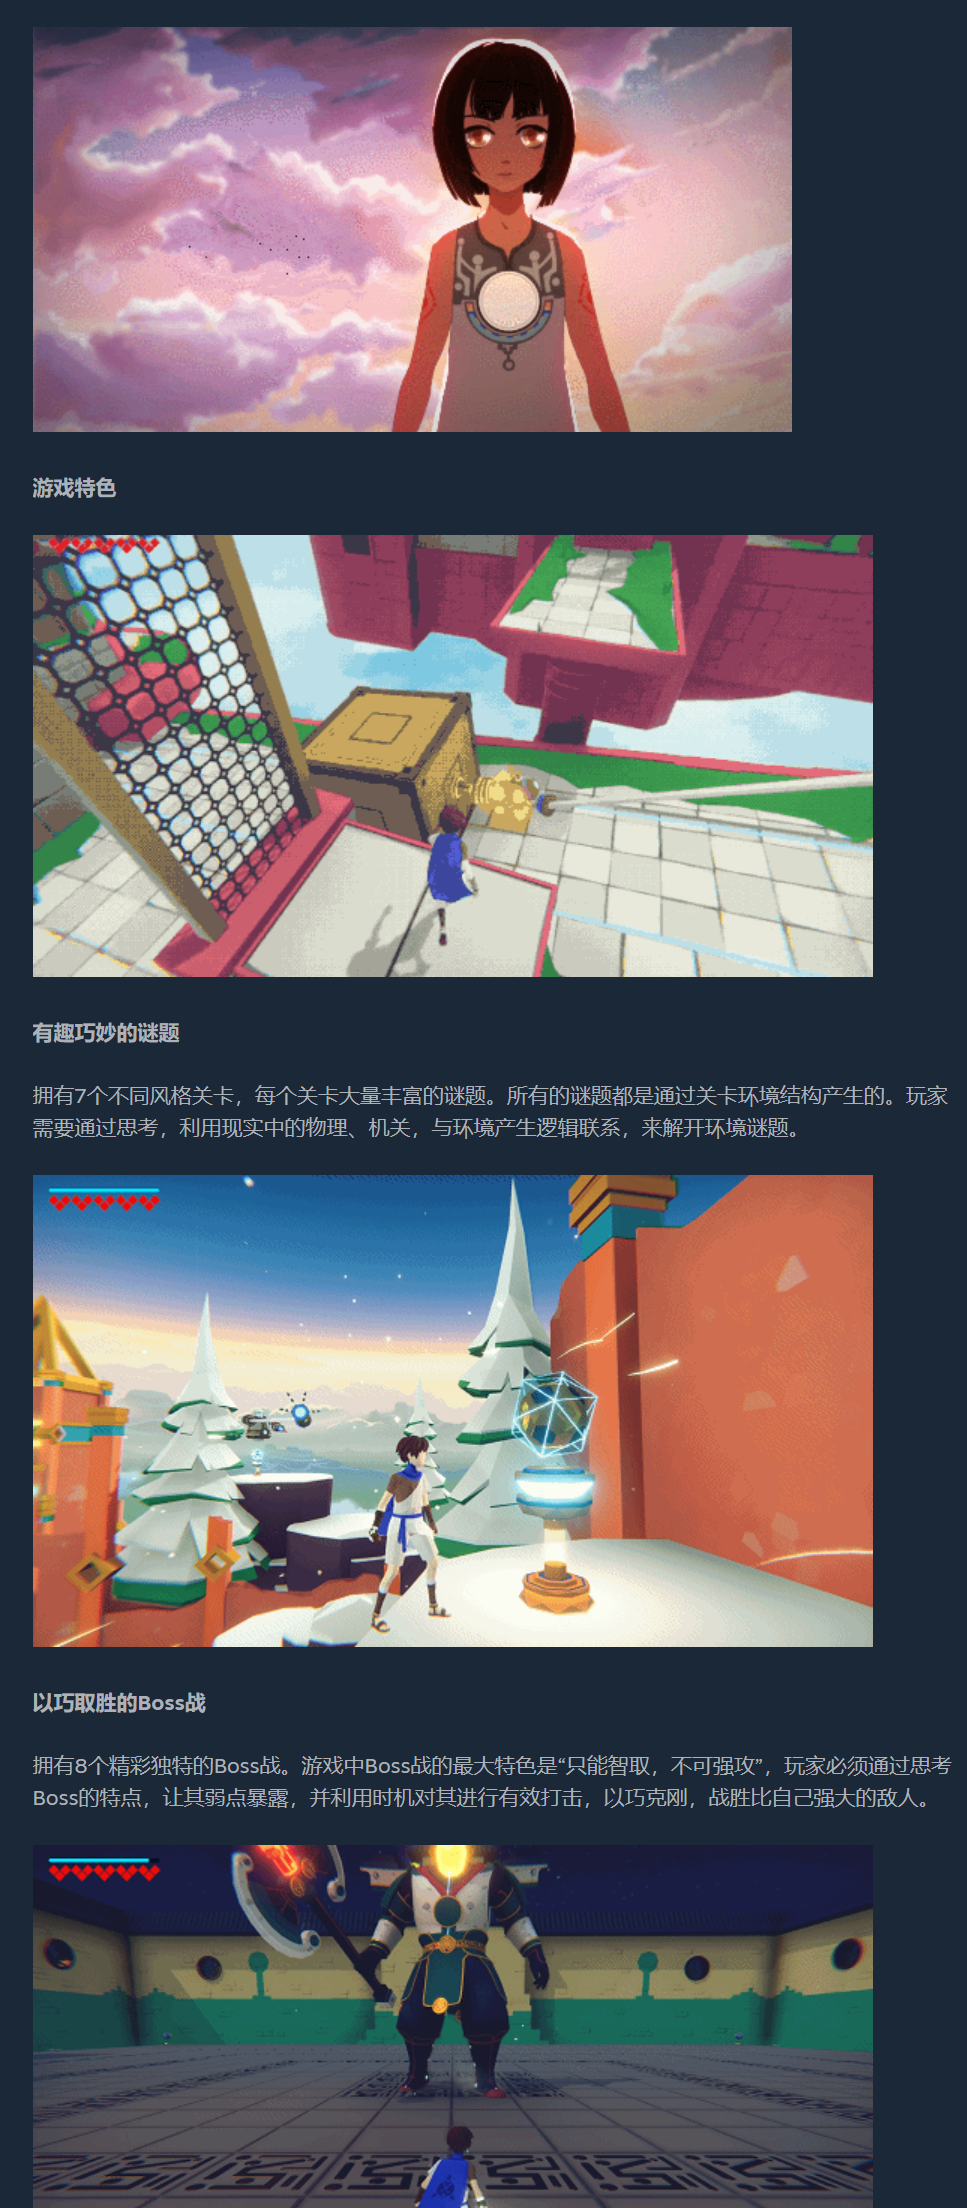 游戏特色
有趣巧妙的谜题
拥有7个不同风格关卡，每个关卡大量丰富的谜题。所有的谜题都是通过关卡环境结构产生的。玩家
需要通过思考，利用现实中的物理、机关，与环境产生逻辑联系，来解开环境谜题。
以巧取胜的Boss战
拥有8个精彩独特的Boss战。游戏中Boss战的最大特色是“只能智取，不可强攻”，玩家必须通过思考
Boss的特点，让其弱点暴露，并利用时机对其进行有效打击，以巧克刚，战胜比自己强大的敌人。